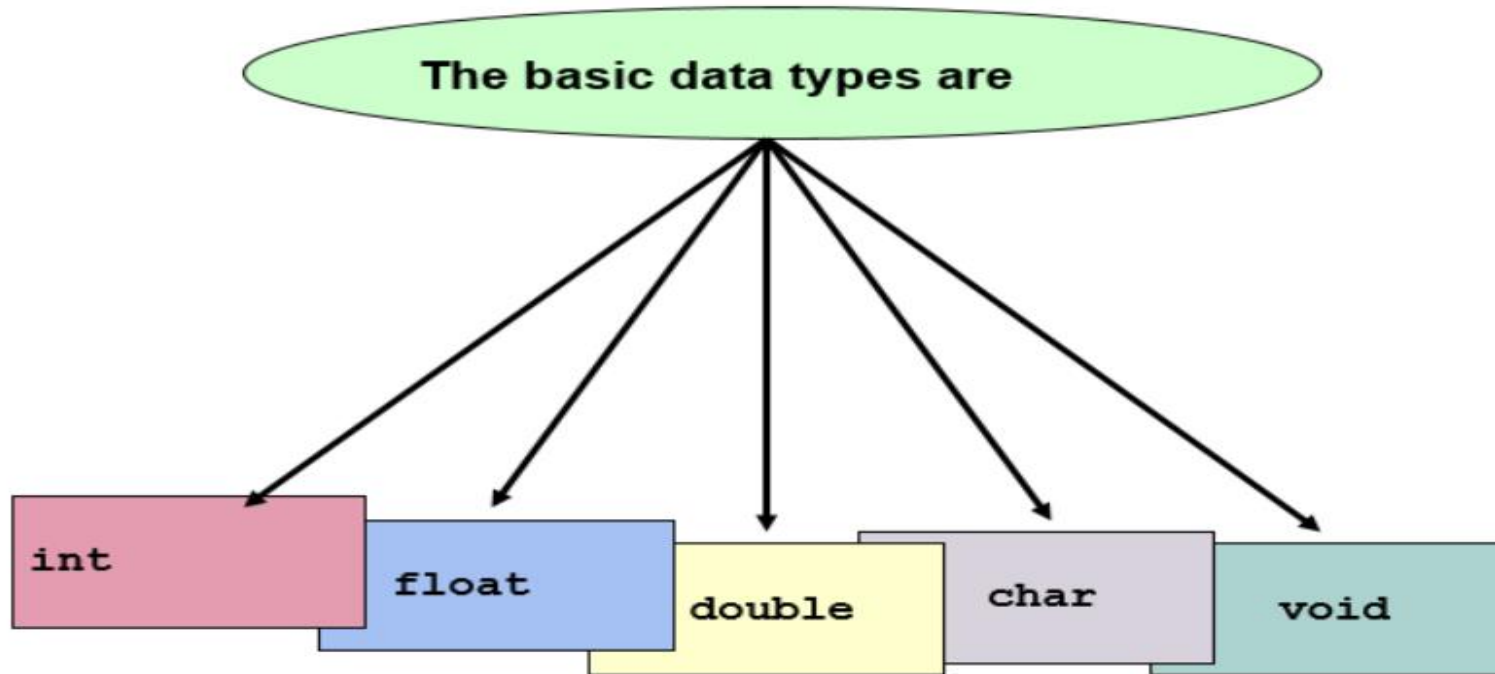 The basic data types are
int
float
double
char
void